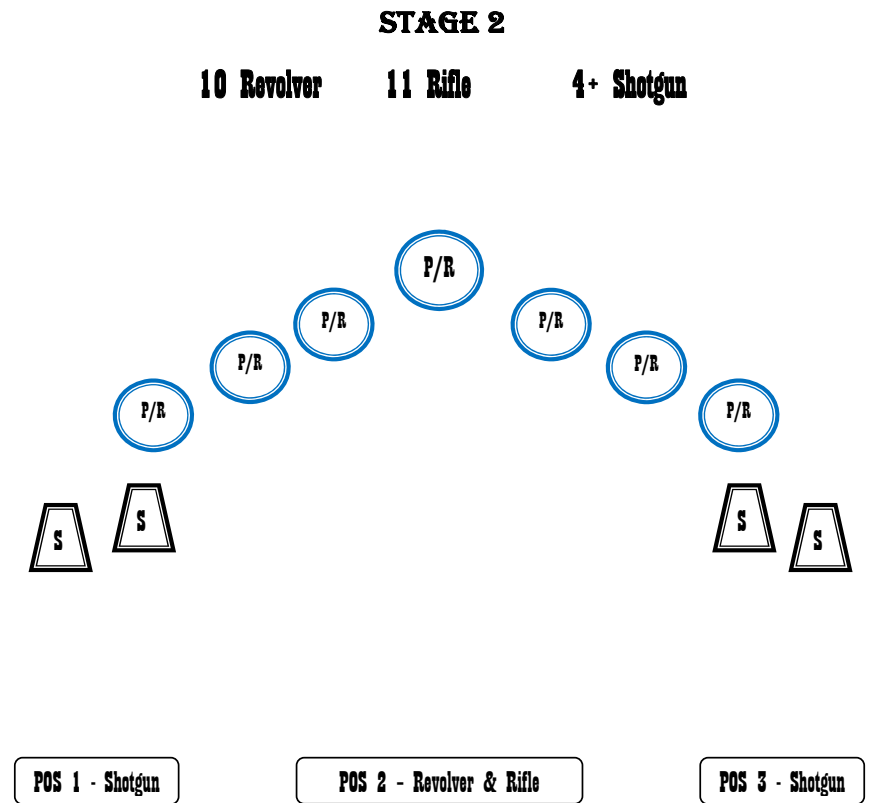 STAGE 2
10 Revolver 11 Rifle 4+ Shotgun
P/R
P/R P/R
P/R P/R
P/R P/R
S S S S
POS 1 - Shotgun POS 2 - Revolver & Rifle POS 3 - Shotgun